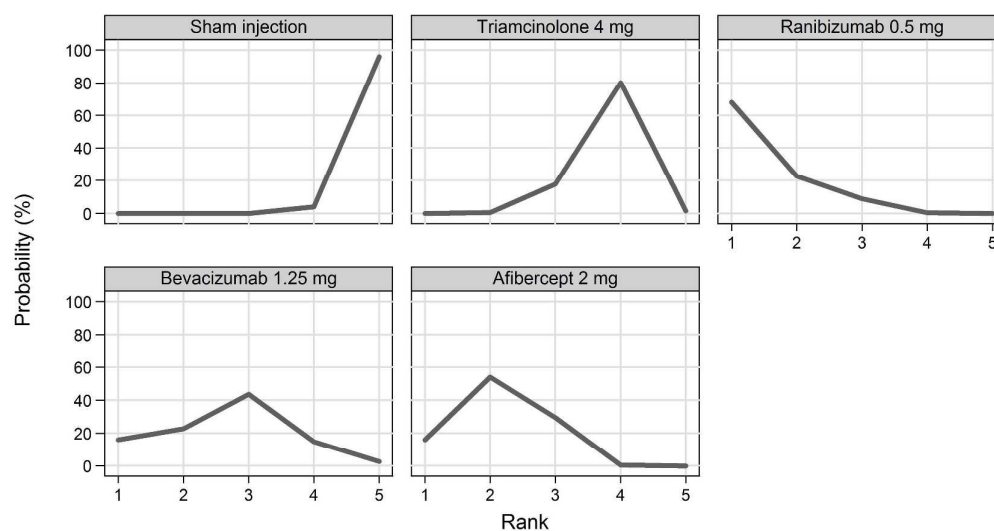 Sham injection
Triamcinolone 4 mg
Ranibizumab 0.5 mg
100
80
60
40
20
0
1 2 3 4 5
Bevacizumab 1.25 mg
Afibercept 2 mg
100
80
60
40
20
0
1 2 3 4 5
1 2 3 4 5
Probability (%)
Rank